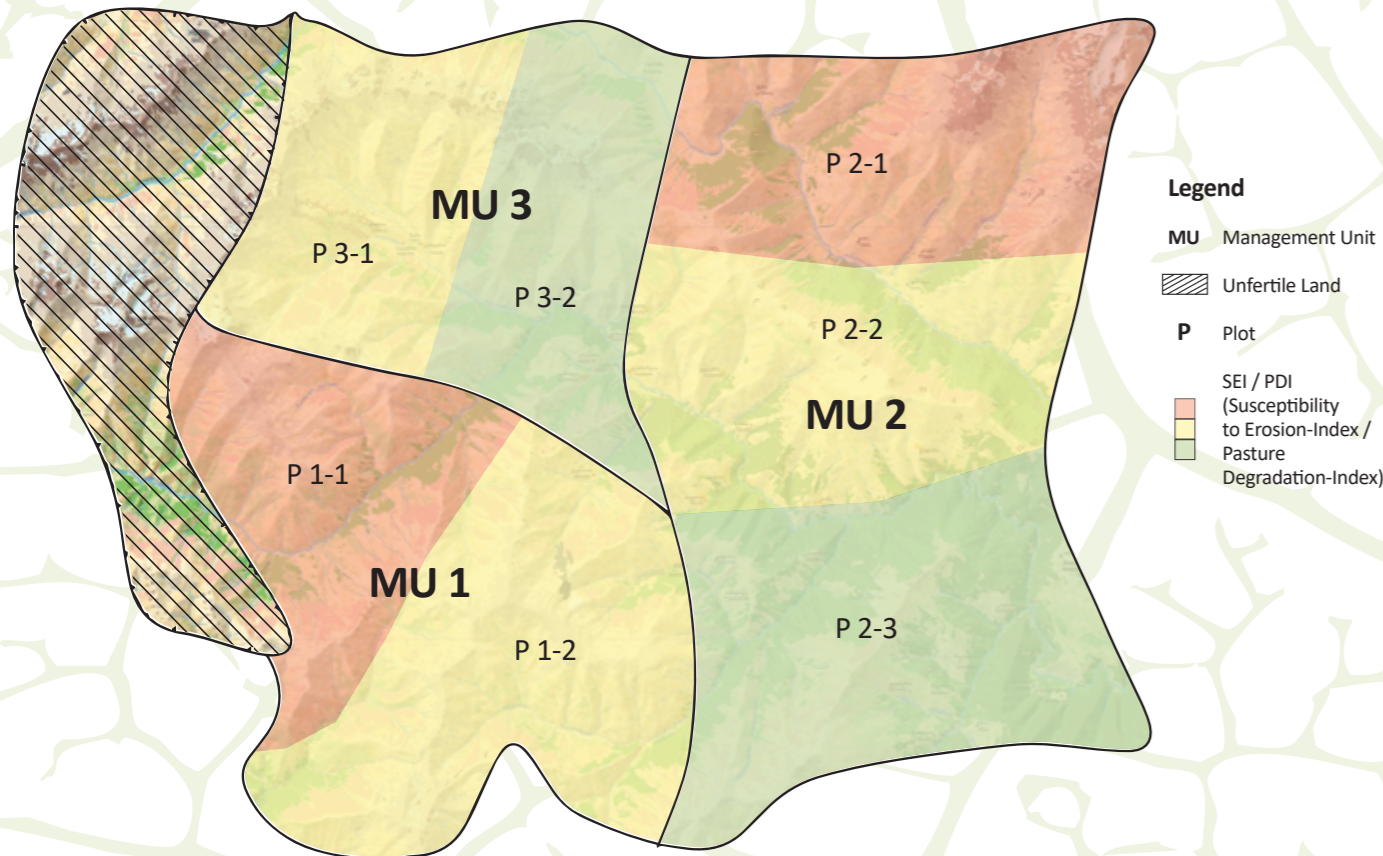 P 2-1
MU 3
P 3-1
P 3-2
P 2-2
MU 2
P 1-1
MU 1
P 1-2
P 2-3
Legend
MU Management Unit
Unfertile Land
P Plot
SEI / PDI
(Susceptibility
to Erosion-Index /
Pasture
Degradation-Index)